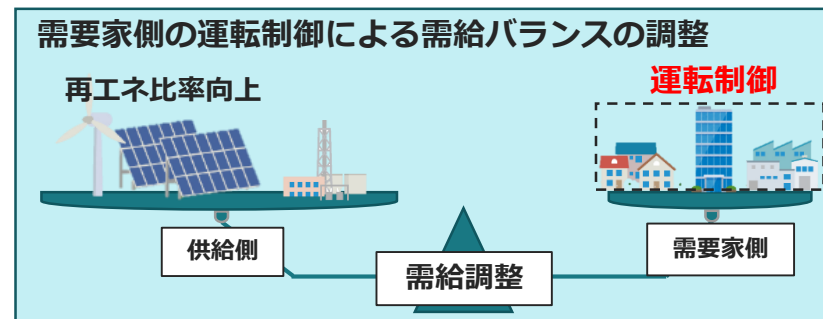 需要家側の運転制御による需給バランスの調整
再エネ比率向上
運転制御
供給側
需給調整
需要家側